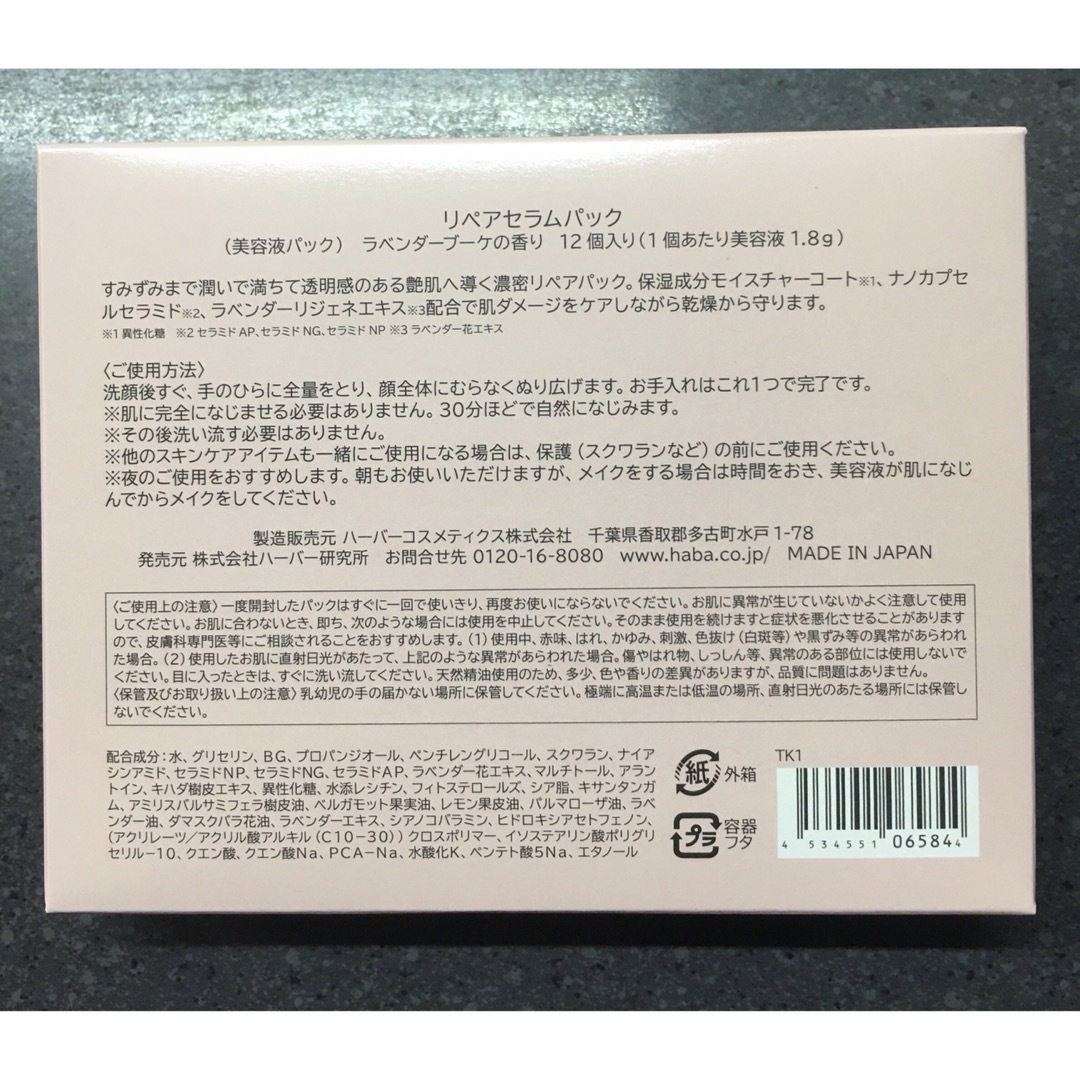 リペアセラムパック
（美容液パック） ラベンダーブーケの香り 12個入り（1個あたり美容液1.8g）
すみずみまで潤いで満ちて透明感のある艶肌へ導く濃密リペアパック。保湿成分モイスチャーコート※1、ナノカプセ
ルセラミド※2、ラベンダーリジェネエキス※3配合で肌ダメージをケアしながら乾燥から守ります。
※1 異性化糖 ※2 セラミドAP、セラミドNG、セラミドNP ※3 ラベンダー花エキス
〈ご使用方法〉
洗顔後すぐ、手のひらに全量をとり、顔全体にむらなくぬり広げます。お手入れはこれ1つで完了です。
※肌に完全になじませる必要はありません。30分ほどで自然になじみます。
※その後洗い流す必要はありません。
※他のスキンケアアイテムも一緒にご使用になる場合は、保護（スクワランなど）の前にご使用ください。
※夜のご使用をおすすめします。朝もお使いいただけますが、メイクをする場合は時間をおき、美容液が肌になじ
んでからメイクをしてください。
製造販売元 ハーバーコスメティクス株式会社 千葉県香取郡多古町水戸1-78
発売元 株式会社ハーバー研究所 お問合せ先 0120-16-8080 www.haba.co.jp/ MADE IN JAPAN
〈ご使用上の注意〉一度開封したパックはすぐに一回で使いきり、再度お使いにならないでください。お肌に異常が生じていないかよく注意して使用
してください。お肌に合わないとき、即ち、次のような場合には使用を中止してください。そのまま使用を続けますと症状を悪化させることがあります
ので、皮膚科専門医等にご相談されることをおすすめします。（1）使用中、赤味、はれ、かゆみ、刺激、色抜け（白斑等）や黒ずみ等の異常があらわれ
た場合。（2）使用したお肌に直射日光があたって、上記のような異常があらわれた場合。傷やはれ物、しっしん等、異常のある部位には使用しないで
ください。目に入ったときは、すぐに洗い流してください。天然精油使用のため、多少、色や香りの差異がありますが、品質に問題はありません。
〈保管及びお取り扱い上の注意〉乳幼児の手の届かない場所に保管してください。極端に高温または低温の場所、直射日光のあたる場所には保管し
ないでください。
配合成分：水、グリセリン、BG、プロパンジオール、ペンチレングリコール、スクワラン、ナイア
シンアミド、セラミドNP、セラミドNG、セラミドAP、ラベンダー花エキス、マルチトール、アラン
トイン、キハダ樹皮エキス、異性化糖、水添レシチン、フィトステロールズ、シア脂、キサンタンガ
ム、アミリスバルサミフェラ樹皮油、ベルガモット果実油、レモン果皮油、パルマローザ油、ラベ
ンダー油、ダマスクバラ花油、ラベンダーエキス、シアノコバラミン、ヒドロキシアセトフェノン、
（アクリレーツ／アクリル酸アルキル（C10-30））クロスポリマー、イソステアリン酸ポリグリ
セリル-10、クエン酸、クエン酸Na、PCA-Na、水酸化K、ペンテト酸5Na、エタノール
紙 外箱
プラ 容器
フタ
TK1
4 534551 065844